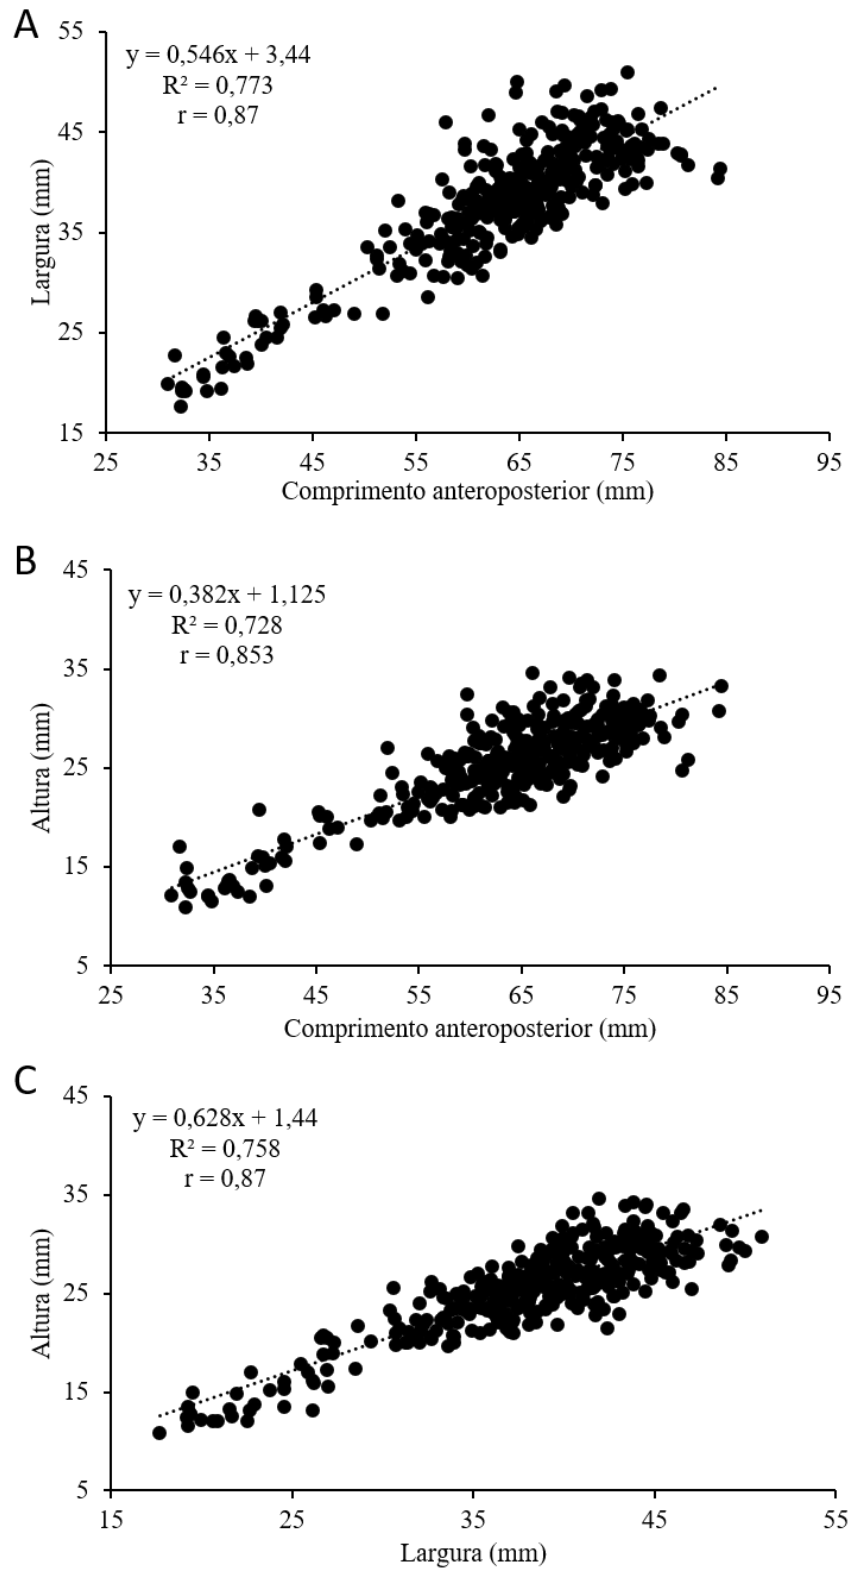 A
55
y = 0,546x + 3,44
R² = 0,773
r = 0,87
45
35
25
15
Largura (mm)
25 35 45 55 65 75 85 95
Comprimento anteroposterior (mm)
B
45
y = 0,382x + 1,125
R² = 0,728
r = 0,853
35
25
15
5
Altura (mm)
25 35 45 55 65 75 85 95
Comprimento anteroposterior (mm)
C
45
y = 0,628x + 1,44
R² = 0,758
r = 0,87
35
25
15
5
Altura (mm)
15 25 35 45 55
Largura (mm)